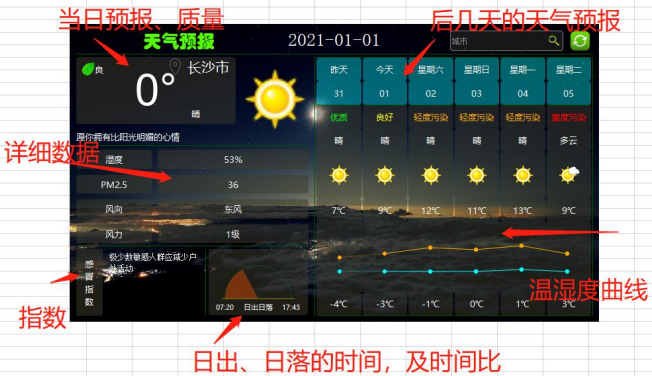 当日预报、质量
后几天的天气预报
天气预报
2021-01-01
城市
良
长沙市
0°
晴
愿你拥有比阳光明媚的心情
详细数据
湿度 53%
PM2.5 36
风向 东风
风力 1级
感冒指数
极少数敏感人群应减少户外活动
指数
07:20 日出日落 17:43
日出、日落的时间，及时间比
昨天 今天 星期六 星期日 星期一 星期二
31 01 02 03 04 05
优质 良好 轻度污染 轻度污染 轻度污染 重度污染
晴 晴 晴 晴 晴 多云
7℃ 9℃ 12℃ 11℃ 13℃ 9℃
温湿度曲线
-4℃ -3℃ -1℃ 0℃ 1℃ 3℃